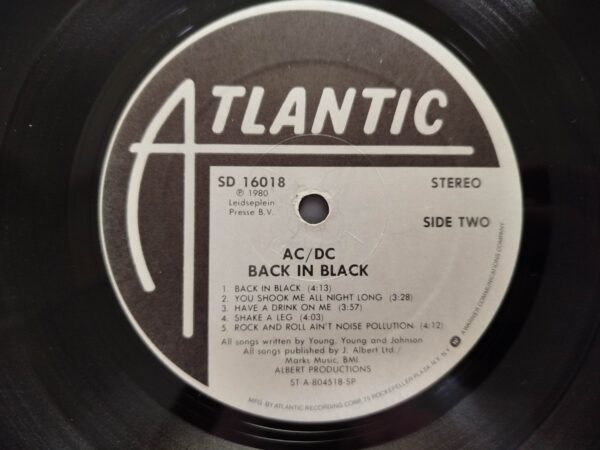 ATLANTIC
SD 16018
℗ 1980
Leidseplein
Presse B.V.
STEREO
SIDE TWO
AC/DC
BACK IN BLACK
1. BACK IN BLACK (4:13)
2. YOU SHOOK ME ALL NIGHT LONG (3:28)
3. HAVE A DRINK ON ME (3:57)
4. SHAKE A LEG (4:03)
5. ROCK AND ROLL AIN'T NOISE POLLUTION (4:12)
All songs written by Young, Young and Johnson
All songs published by J. Albert Ltd./
Marks Music, BMI.
ALBERT PRODUCTIONS
ST-A-804518-SP
MFG. BY ATLANTIC RECORDING CORP., 75 ROCKEFELLER PLAZA, N.Y., N.Y. A WARNER COMMUNICATIONS COMPANY